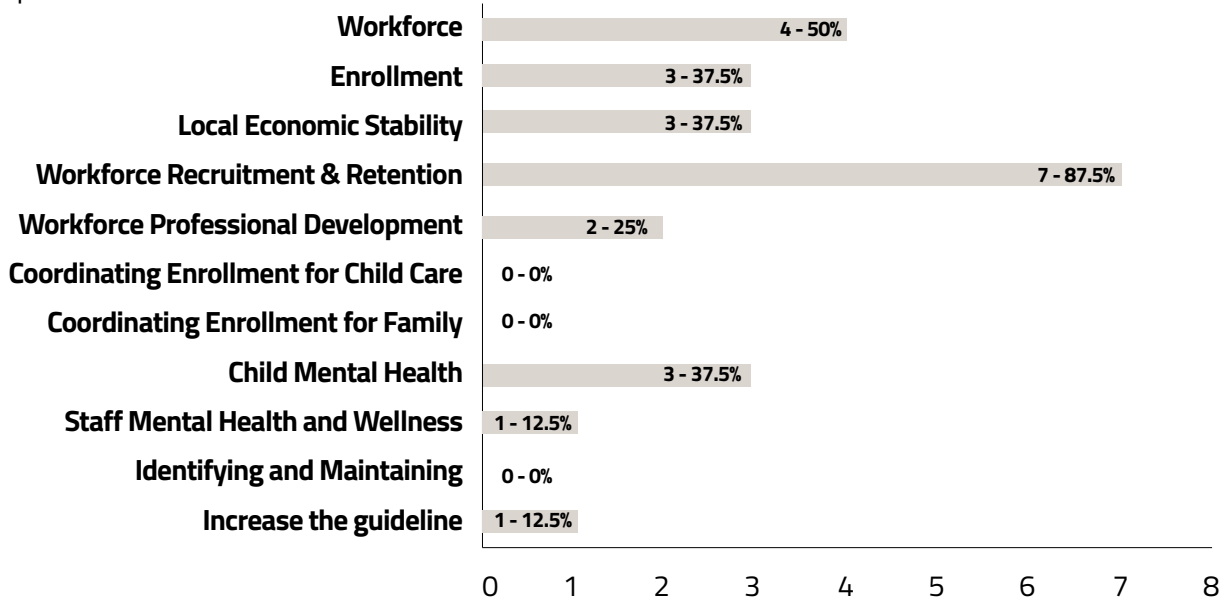 Workforce 4 - 50%
Enrollment 3 - 37.5%
Local Economic Stability 3 - 37.5%
Workforce Recruitment & Retention 7 - 87.5%
Workforce Professional Development 2 - 25%
Coordinating Enrollment for Child Care 0 - 0%
Coordinating Enrollment for Family 0 - 0%
Child Mental Health 3 - 37.5%
Staff Mental Health and Wellness 1 - 12.5%
Identifying and Maintaining 0 - 0%
Increase the guideline 1 - 12.5%
0 1 2 3 4 5 6 7 8